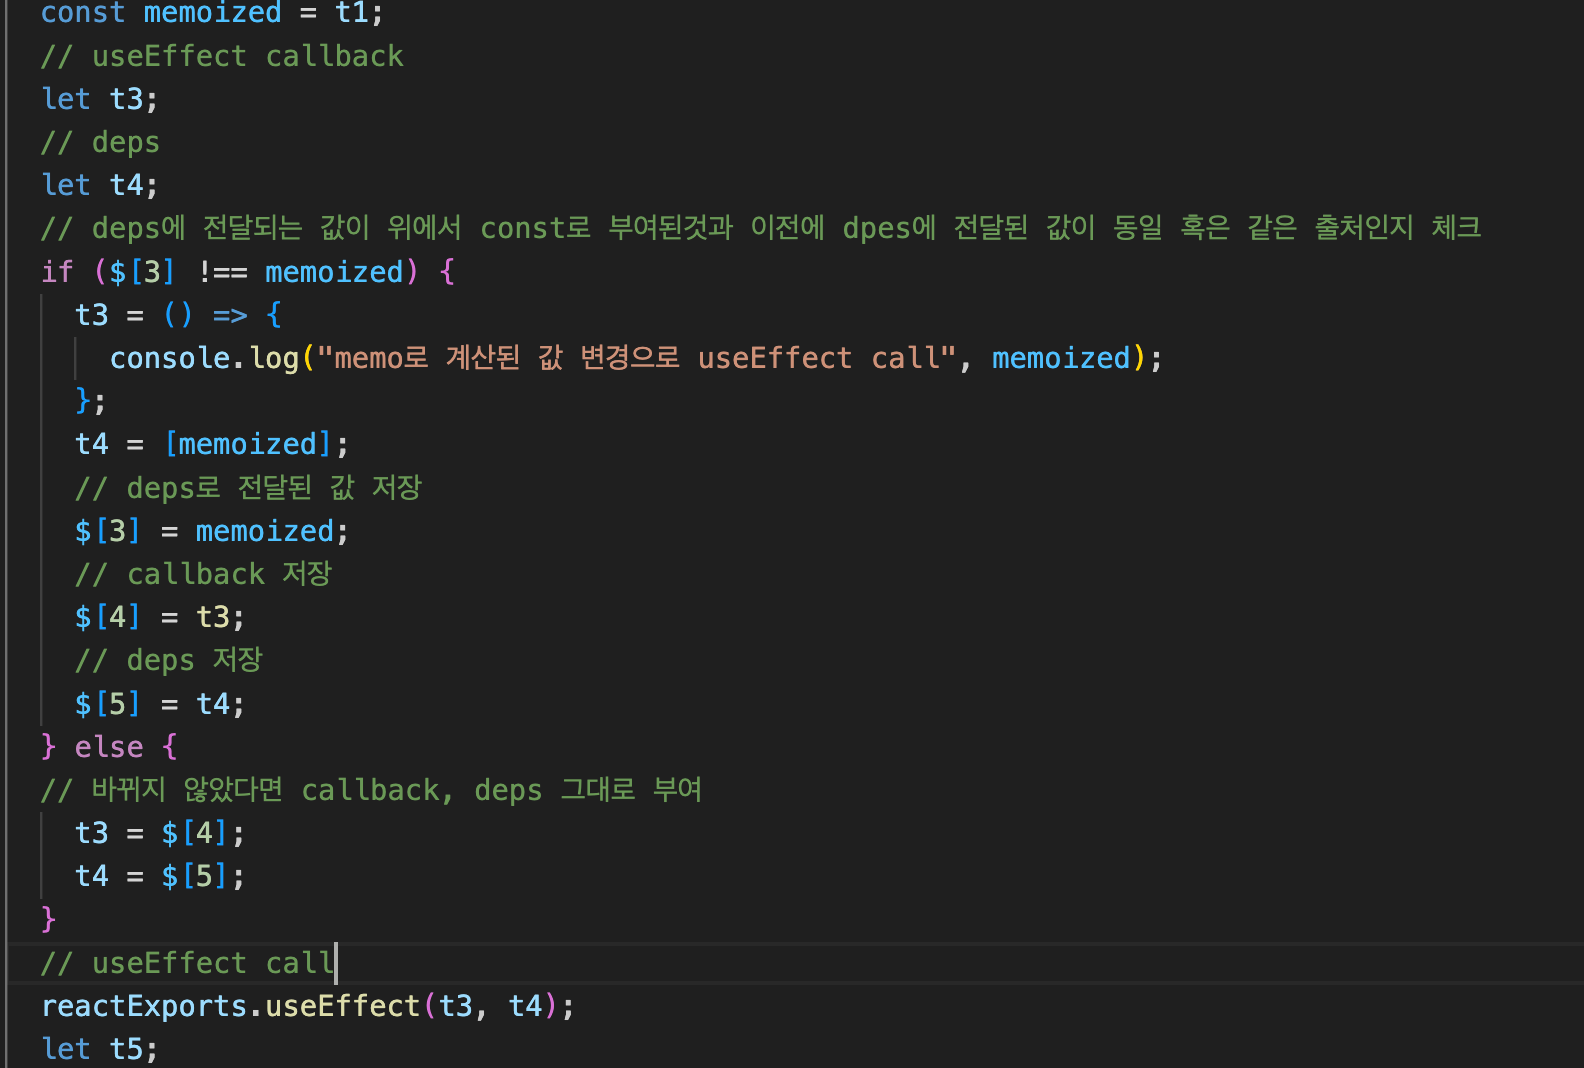 const memoized = t1;
// useEffect callback
let t3;
// deps
let t4;
// deps에 전달되는 값이 위에서 const로 부여된것과 이전에 dpes에 전달된 값이 동일 혹은 같은 출처인지 체크
if ($[3] !== memoized) {
  t3 = () => {
    console.log("memo로 계산된 값 변경으로 useEffect call", memoized);
  };
  t4 = [memoized];
  // deps로 전달된 값 저장
  $[3] = memoized;
  // callback 저장
  $[4] = t3;
  // deps 저장
  $[5] = t4;
} else {
// 바뀌지 않았다면 callback, deps 그대로 부여
  t3 = $[4];
  t4 = $[5];
}
// useEffect call
reactExports.useEffect(t3, t4);
let t5;